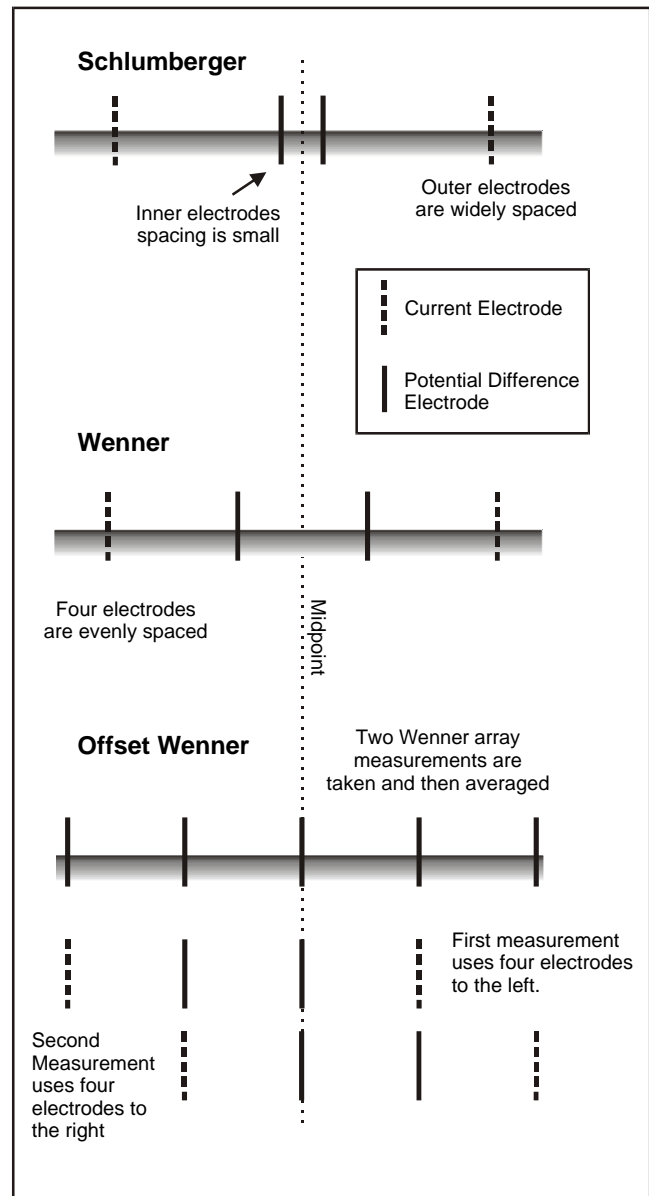 Schlumberger
Inner electrodes
spacing is small
Outer electrodes
are widely spaced
Current Electrode
Potential Difference
Electrode
Wenner
Four electrodes
are evenly spaced
Midpoint
Offset Wenner
Two Wenner array
measurements are
taken and then averaged
First measurement
uses four electrodes
to the left.
Second
Measurement
uses four
electrodes to
the right